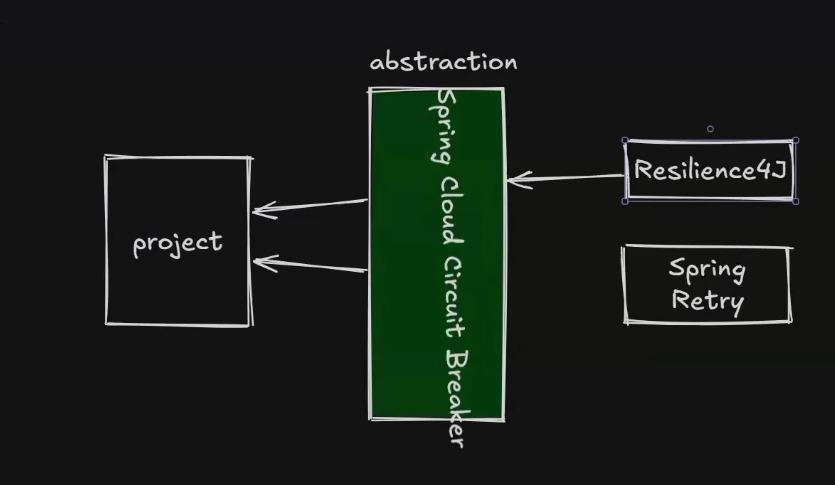 abstraction
Spring Cloud Circuit Breaker
Resilience4J
project
Spring
Retry